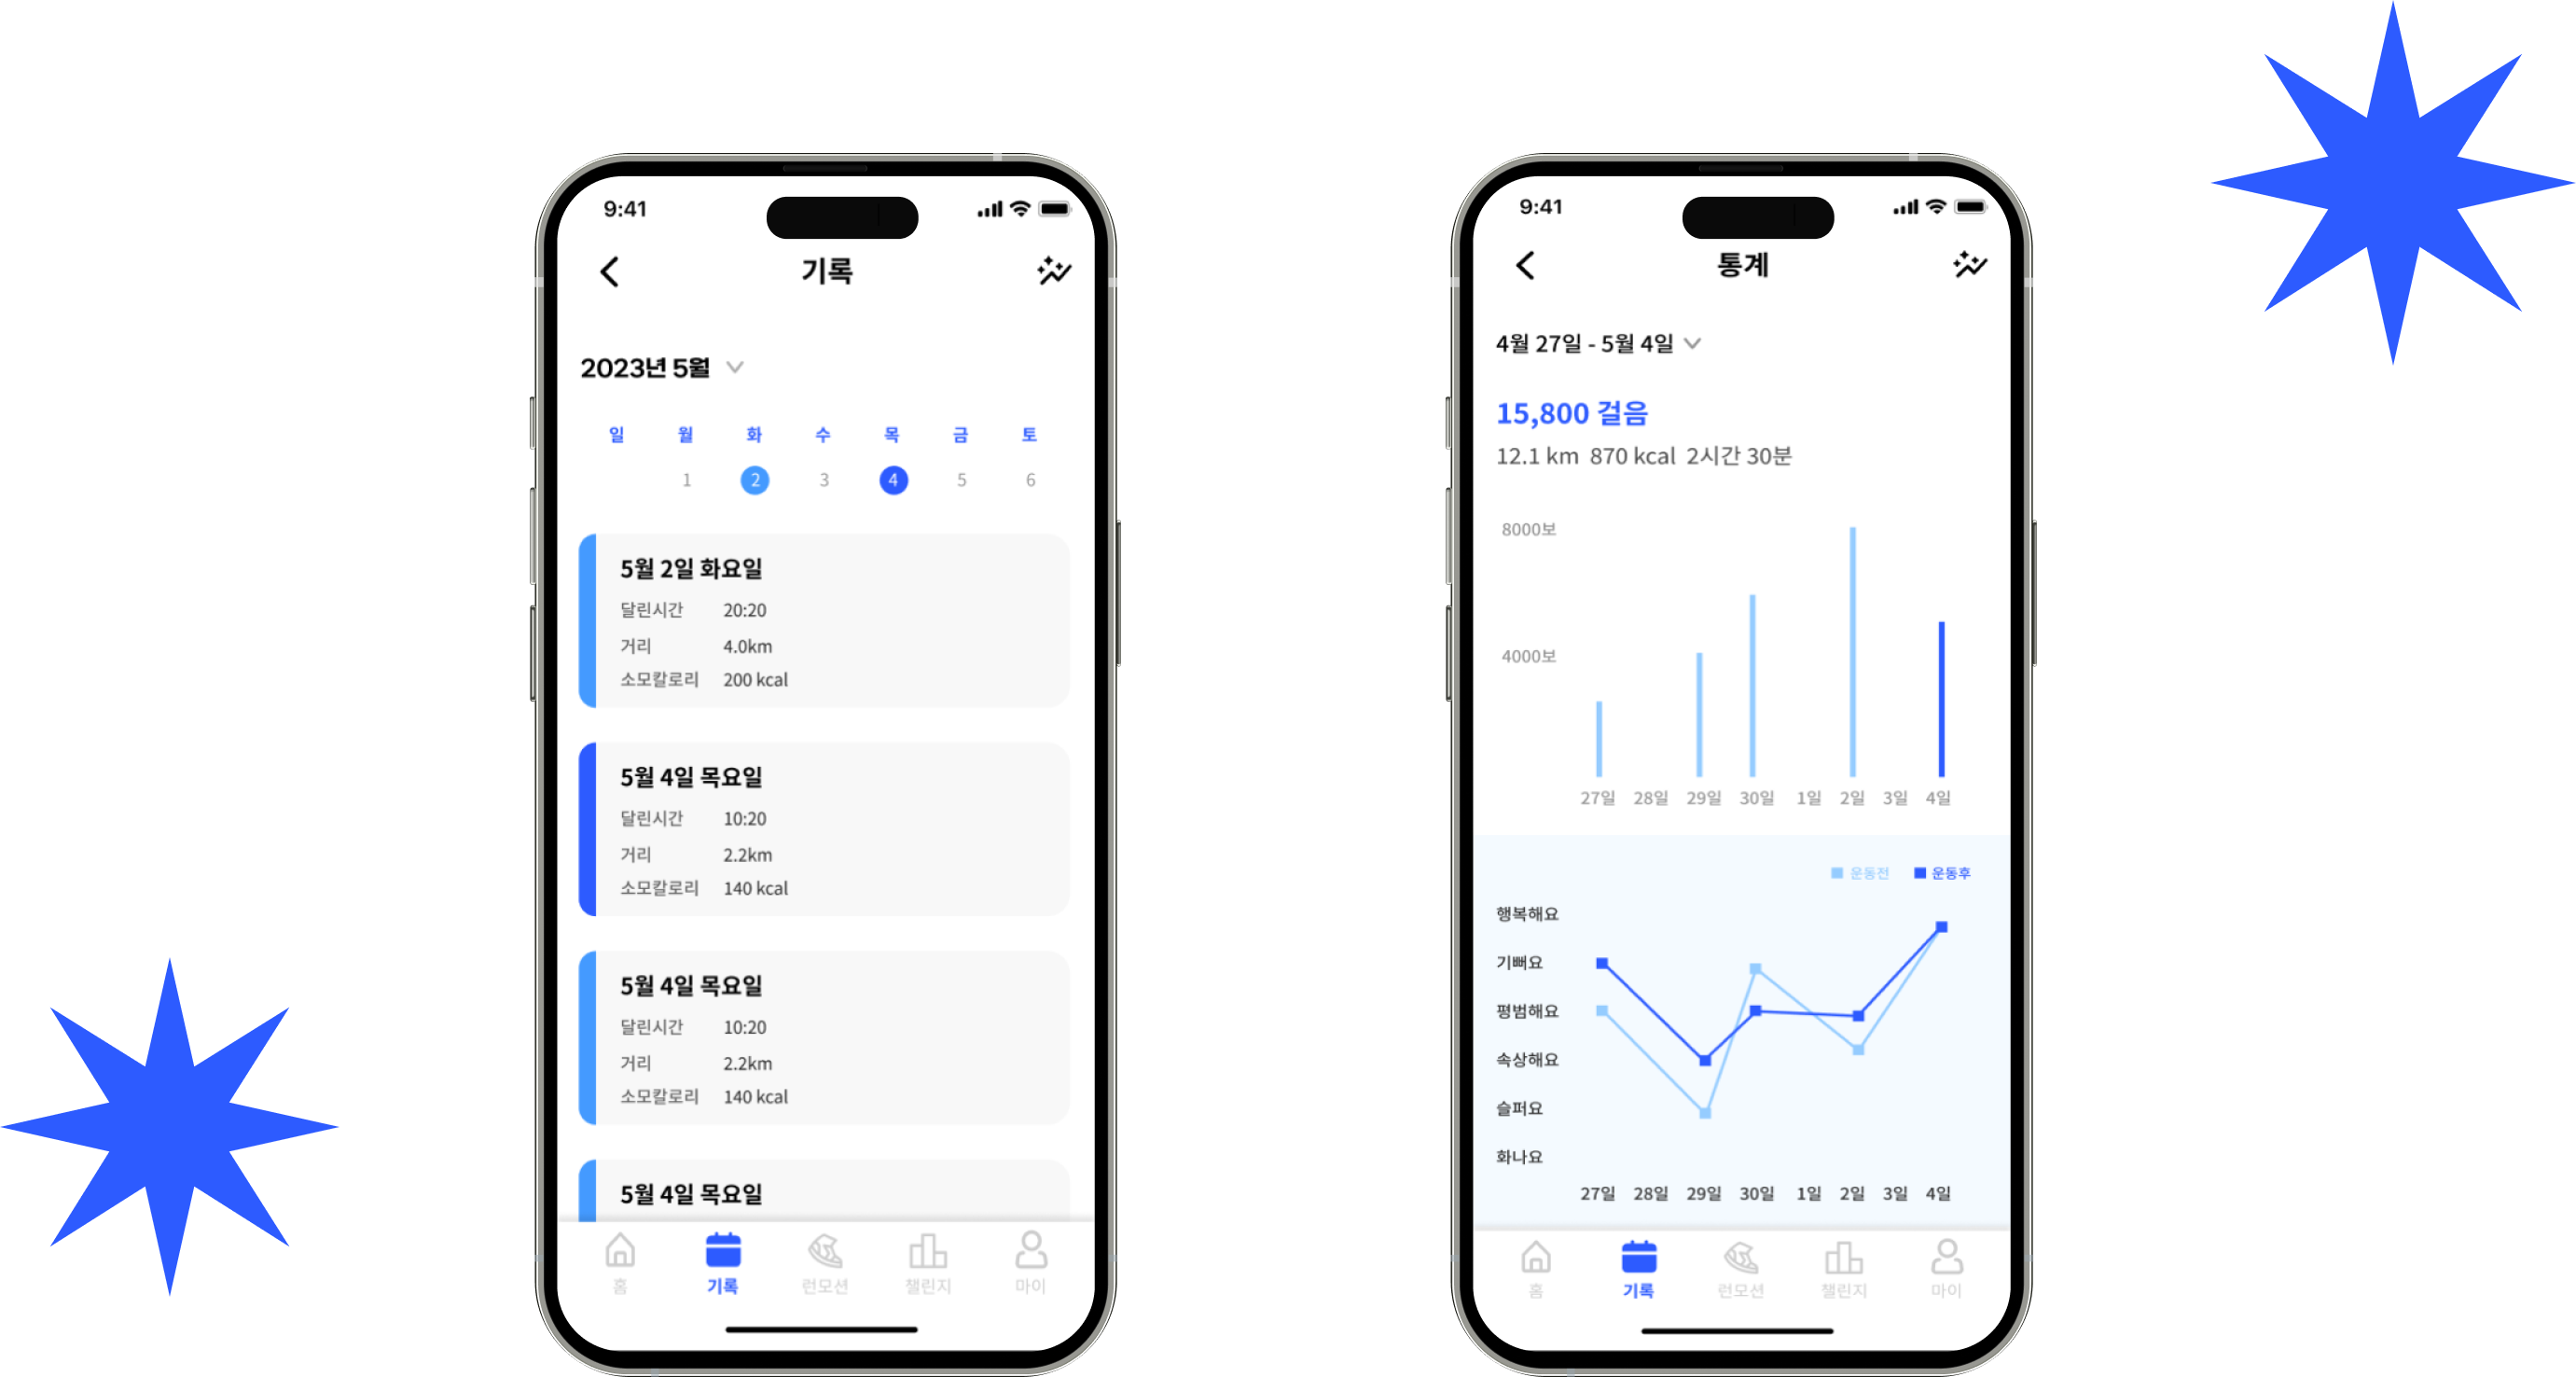 9:41
기록
2023년 5월
일 월 화 수 목 금 토
1 2 3 4 5 6
5월 2일 화요일
달린시간 20:20
거리 4.0km
소모칼로리 200 kcal
5월 4일 목요일
달린시간 10:20
거리 2.2km
소모칼로리 140 kcal
5월 4일 목요일
달린시간 10:20
거리 2.2km
소모칼로리 140 kcal
5월 4일 목요일
홈 기록 런모션 챌린지 마이
9:41
통계
4월 27일 - 5월 4일
15,800 걸음
12.1 km 870 kcal 2시간 30분
8000보
4000보
27일 28일 29일 30일 1일 2일 3일 4일
운동전 운동후
행복해요
기뻐요
평범해요
속상해요
슬퍼요
화나요
27일 28일 29일 30일 1일 2일 3일 4일
홈 기록 런모션 챌린지 마이